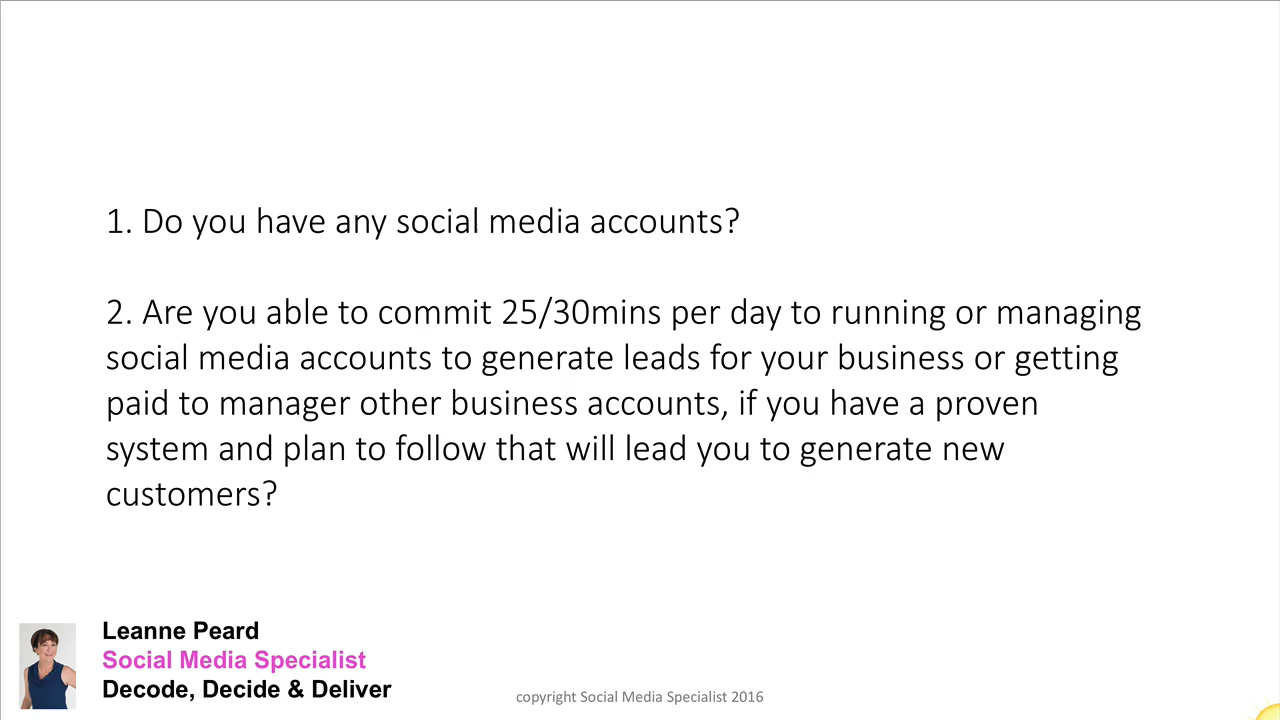 1. Do you have any social media accounts?
2. Are you able to commit 25/30mins per day to running or managing
social media accounts to generate leads for your business or getting
paid to manager other business accounts, if you have a proven
system and plan to follow that will lead you to generate new
customers?
Leanne Peard
Social Media Specialist
Decode, Decide & Deliver
copyright Social Media Specialist 2016